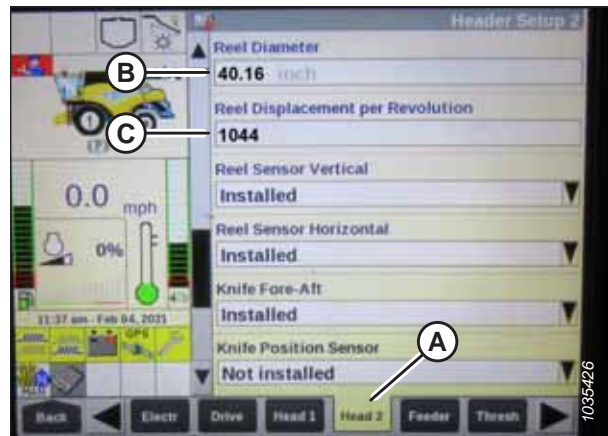 Header Setup 2
Reel Diameter
B
40.16 inch
Reel Displacement per Revolution
C
1044
Reel Sensor Vertical
Installed
0.0 mph
Reel Sensor Horizontal
Installed
0%
Knife Fore-Aft
Installed
11:37 am - Feb 04, 2021
GPS
Knife Position Sensor
A
Not installed
Back
Electr
Drive
Head 1
Head 2
Feeder
Thresh
1035426